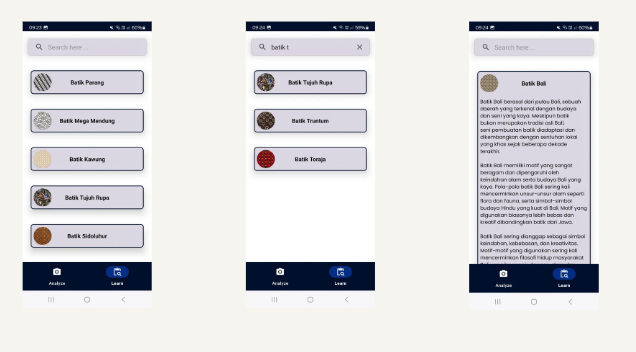 09:23
60%
Search here ...
Batik Parang
Batik Mega Mendung
Batik Kawung
Batik Tujuh Rupa
Batik Sidoluhur
Analyze
Learn
09:24
59%
batik t
Batik Tujuh Rupa
Batik Truntum
Batik Toraja
Analyze
Learn
09:24
60%
Search here ...
Batik Bali
Batik Bali berasal dari pulau Bali, sebuah
daerah yang terkenal dengan budaya
dan seni yang kaya. Meskipun batik
bukan merupakan tradisi asli Bali,
seni pembuatan batik diadaptasi dan
dikembangkan dengan sentuhan lokal
yang khas sejak beberapa dekade
terakhir.
Batik Bali memiliki motif yang sangat
beragam dan dipengaruhi oleh
keindahan alam serta budaya Bali yang
kaya. Pola-pola batik Bali sering kali
mencerminkan unsur-unsur alam seperti
flora dan fauna, serta simbol-simbol
budaya Hindu yang kuat di Bali. Motif yang
digunakan biasanya lebih bebas dan
kreatif dibandingkan batik dari Jawa.
Batik Bali sering dianggap sebagai simbol
keindahan, kebebasan, dan kreativitas.
Motif-motif yang digunakan sering kali
mencerminkan filosofi hidup masyarakat
Analyze
Learn